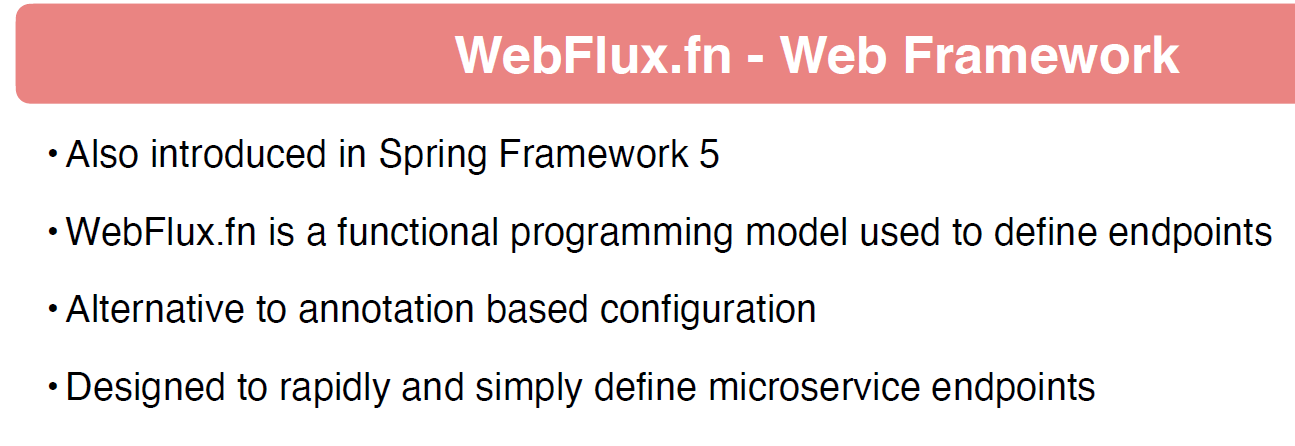 WebFlux.fn - Web Framework
• Also introduced in Spring Framework 5
• WebFlux.fn is a functional programming model used to define endpoints
• Alternative to annotation based configuration
• Designed to rapidly and simply define microservice endpoints